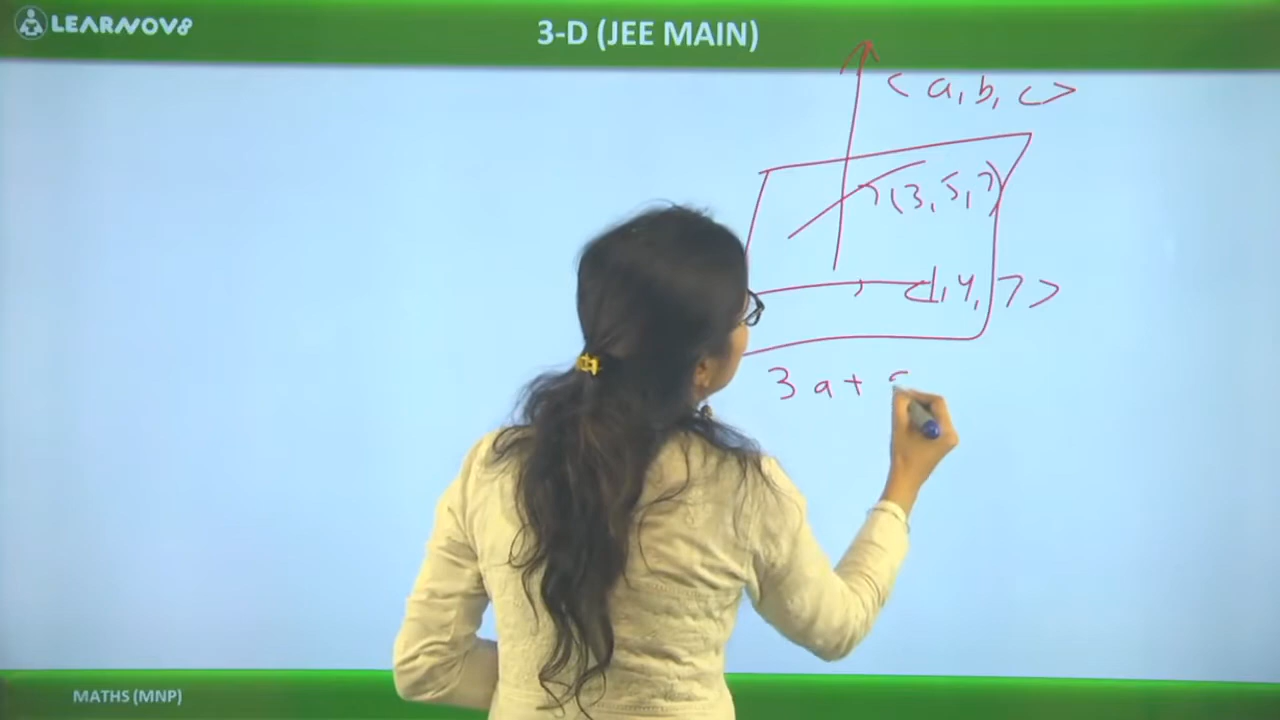 LEARNOV8
3-D (JEE MAIN)
< a, b, c>
(3, 5, 7)
<1, 4, 7>
3 a +
MATHS (MNP)